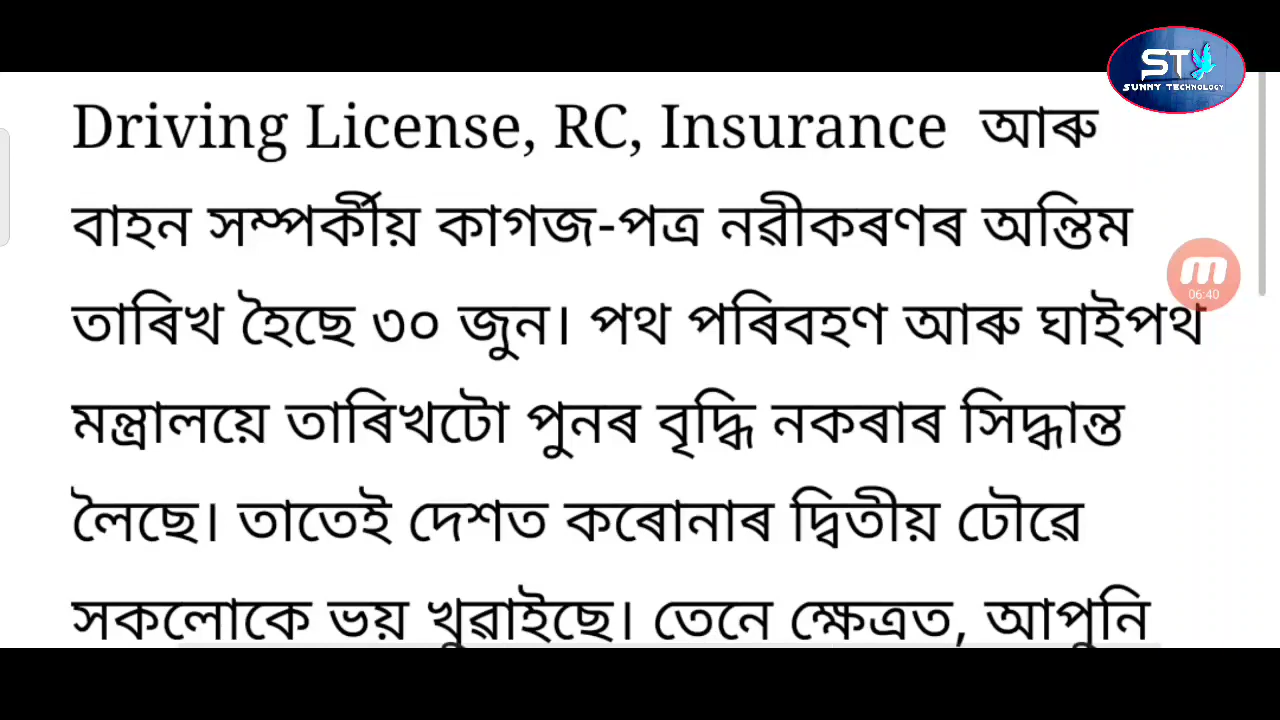 ST
SUNNY TECHNOLOGY
Driving License, RC, Insurance আৰু
বাহন সম্পৰ্কীয় কাগজ-পত্ৰ নৱীকৰণৰ অন্তিম
06:40
তাৰিখ হৈছে ৩০ জুন। পথ পৰিবহণ আৰু ঘাইপথ
মন্ত্ৰালয়ে তাৰিখটো পুনৰ বৃদ্ধি নকৰাৰ সিদ্ধান্ত
লৈছে। তাতেই দেশত কৰোনাৰ দ্বিতীয় ঢৌৱে
সকলোকে ভয় খুৱাইছে। তেনে ক্ষেত্ৰত, আপুনি